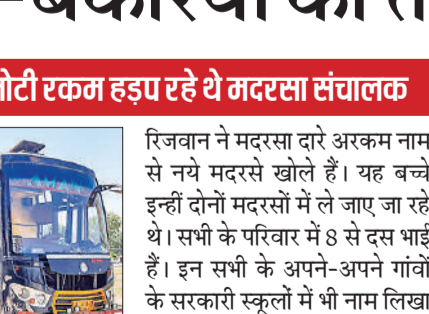 -बकरियों की त
मोटी रकम हड़प रहे थे मदरसा संचालक
रिजवान ने मदरसा दारे अरकम नाम
से नये मदरसे खोले हैं। यह बच्चे
इन्हीं दोनों मदरसों में ले जाए जा रहे
थे। सभी के परिवार में 8 से दस भाई
हैं। इन सभी के अपने-अपने गांवों
के सरकारी स्कूलों में भी नाम लिखा